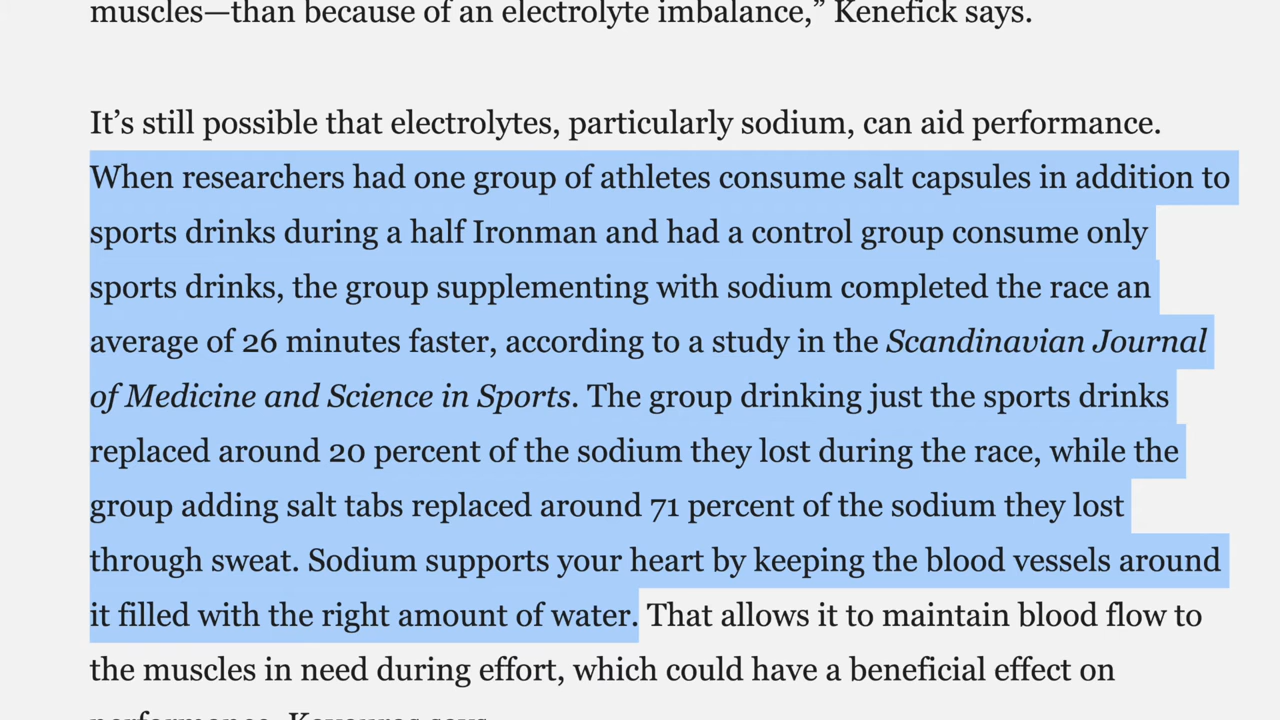 muscles—than because of an electrolyte imbalance,” Kenefick says.
It’s still possible that electrolytes, particularly sodium, can aid performance.
When researchers had one group of athletes consume salt capsules in addition to
sports drinks during a half Ironman and had a control group consume only
sports drinks, the group supplementing with sodium completed the race an
average of 26 minutes faster, according to a study in the Scandinavian Journal
of Medicine and Science in Sports. The group drinking just the sports drinks
replaced around 20 percent of the sodium they lost during the race, while the
group adding salt tabs replaced around 71 percent of the sodium they lost
through sweat. Sodium supports your heart by keeping the blood vessels around
it filled with the right amount of water. That allows it to maintain blood flow to
the muscles in need during effort, which could have a beneficial effect on
performance, Kavouras says.